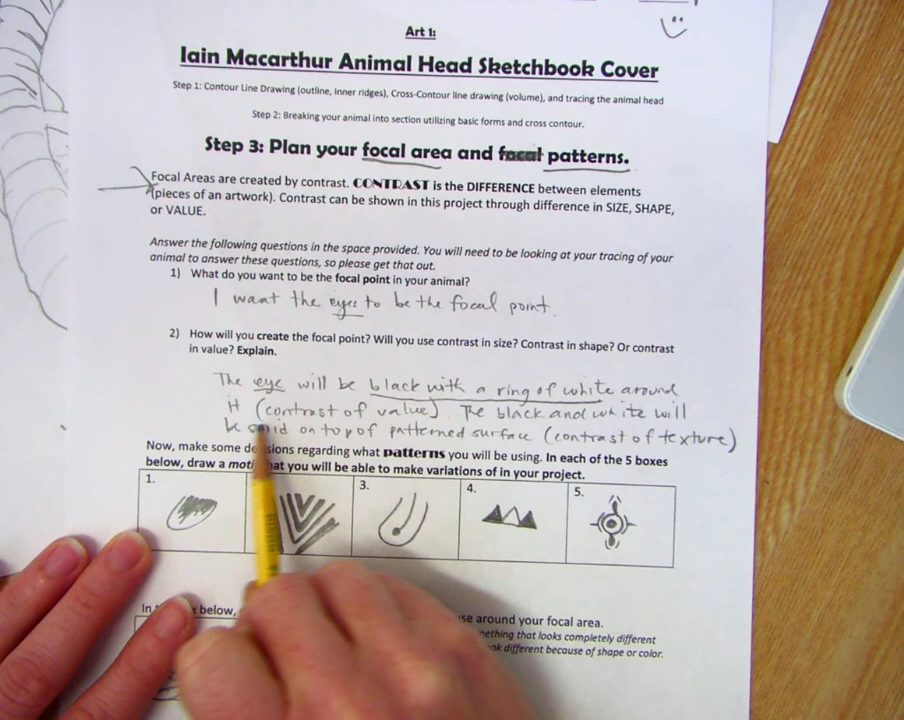 Art 1:
Iain Macarthur Animal Head Sketchbook Cover
Step 1: Contour Line Drawing (outline, inner ridges), Cross-Contour line drawing (volume), and tracing the animal head
Step 2: Breaking your animal into section utilizing basic forms and cross contour.
Step 3: Plan your focal area and focal patterns.
Focal Areas are created by contrast. CONTRAST is the DIFFERENCE between elements
(pieces of an artwork). Contrast can be shown in this project through difference in SIZE, SHAPE,
or VALUE.
Answer the following questions in the space provided. You will need to be looking at your tracing of your
animal to answer these questions, so please get that out.
1) What do you want to be the focal point in your animal?
I want the eyes to be the focal point.
2) How will you create the focal point? Will you use contrast in size? Contrast in shape? Or contrast
in value? Explain.
The eye will be black with a ring of white around
it (contrast of value). The black and white will
be solid on top of patterned surface (contrast of texture)
Now, make some decisions regarding what patterns you will be using. In each of the 5 boxes
below, draw a that you will be able to make variations of in your project.
1. 3. 4. 5.
In below, around your focal area.
something that looks completely different
look different because of shape or color.